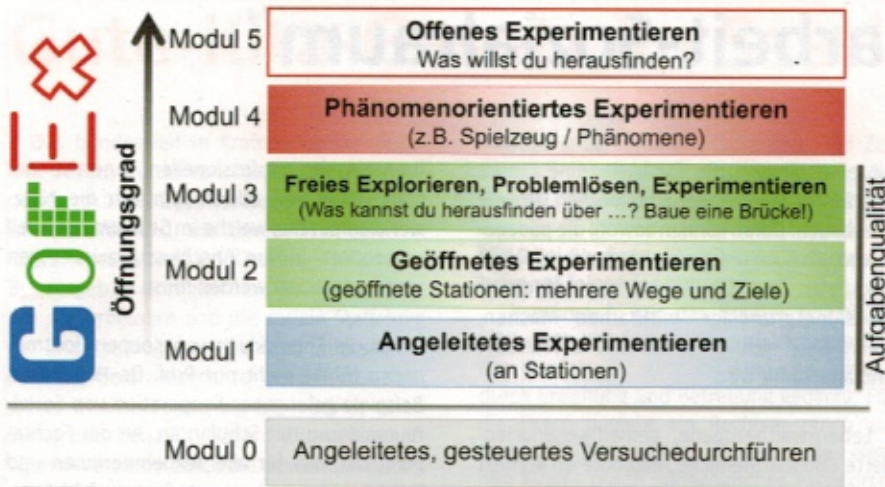 GOFEX
Öffnungsgrad
Modul 5
Offenes Experimentieren
Was willst du herausfinden?
Modul 4
Phänomenorientiertes Experimentieren
(z.B. Spielzeug / Phänomene)
Modul 3
Freies Explorieren, Problemlösen, Experimentieren
(Was kannst du herausfinden über ...? Baue eine Brücke!)
Modul 2
Geöffnetes Experimentieren
(geöffnete Stationen: mehrere Wege und Ziele)
Modul 1
Angeleitetes Experimentieren
(an Stationen)
Aufgabenqualität
Modul 0
Angeleitetes, gesteuertes Versuchedurchführen